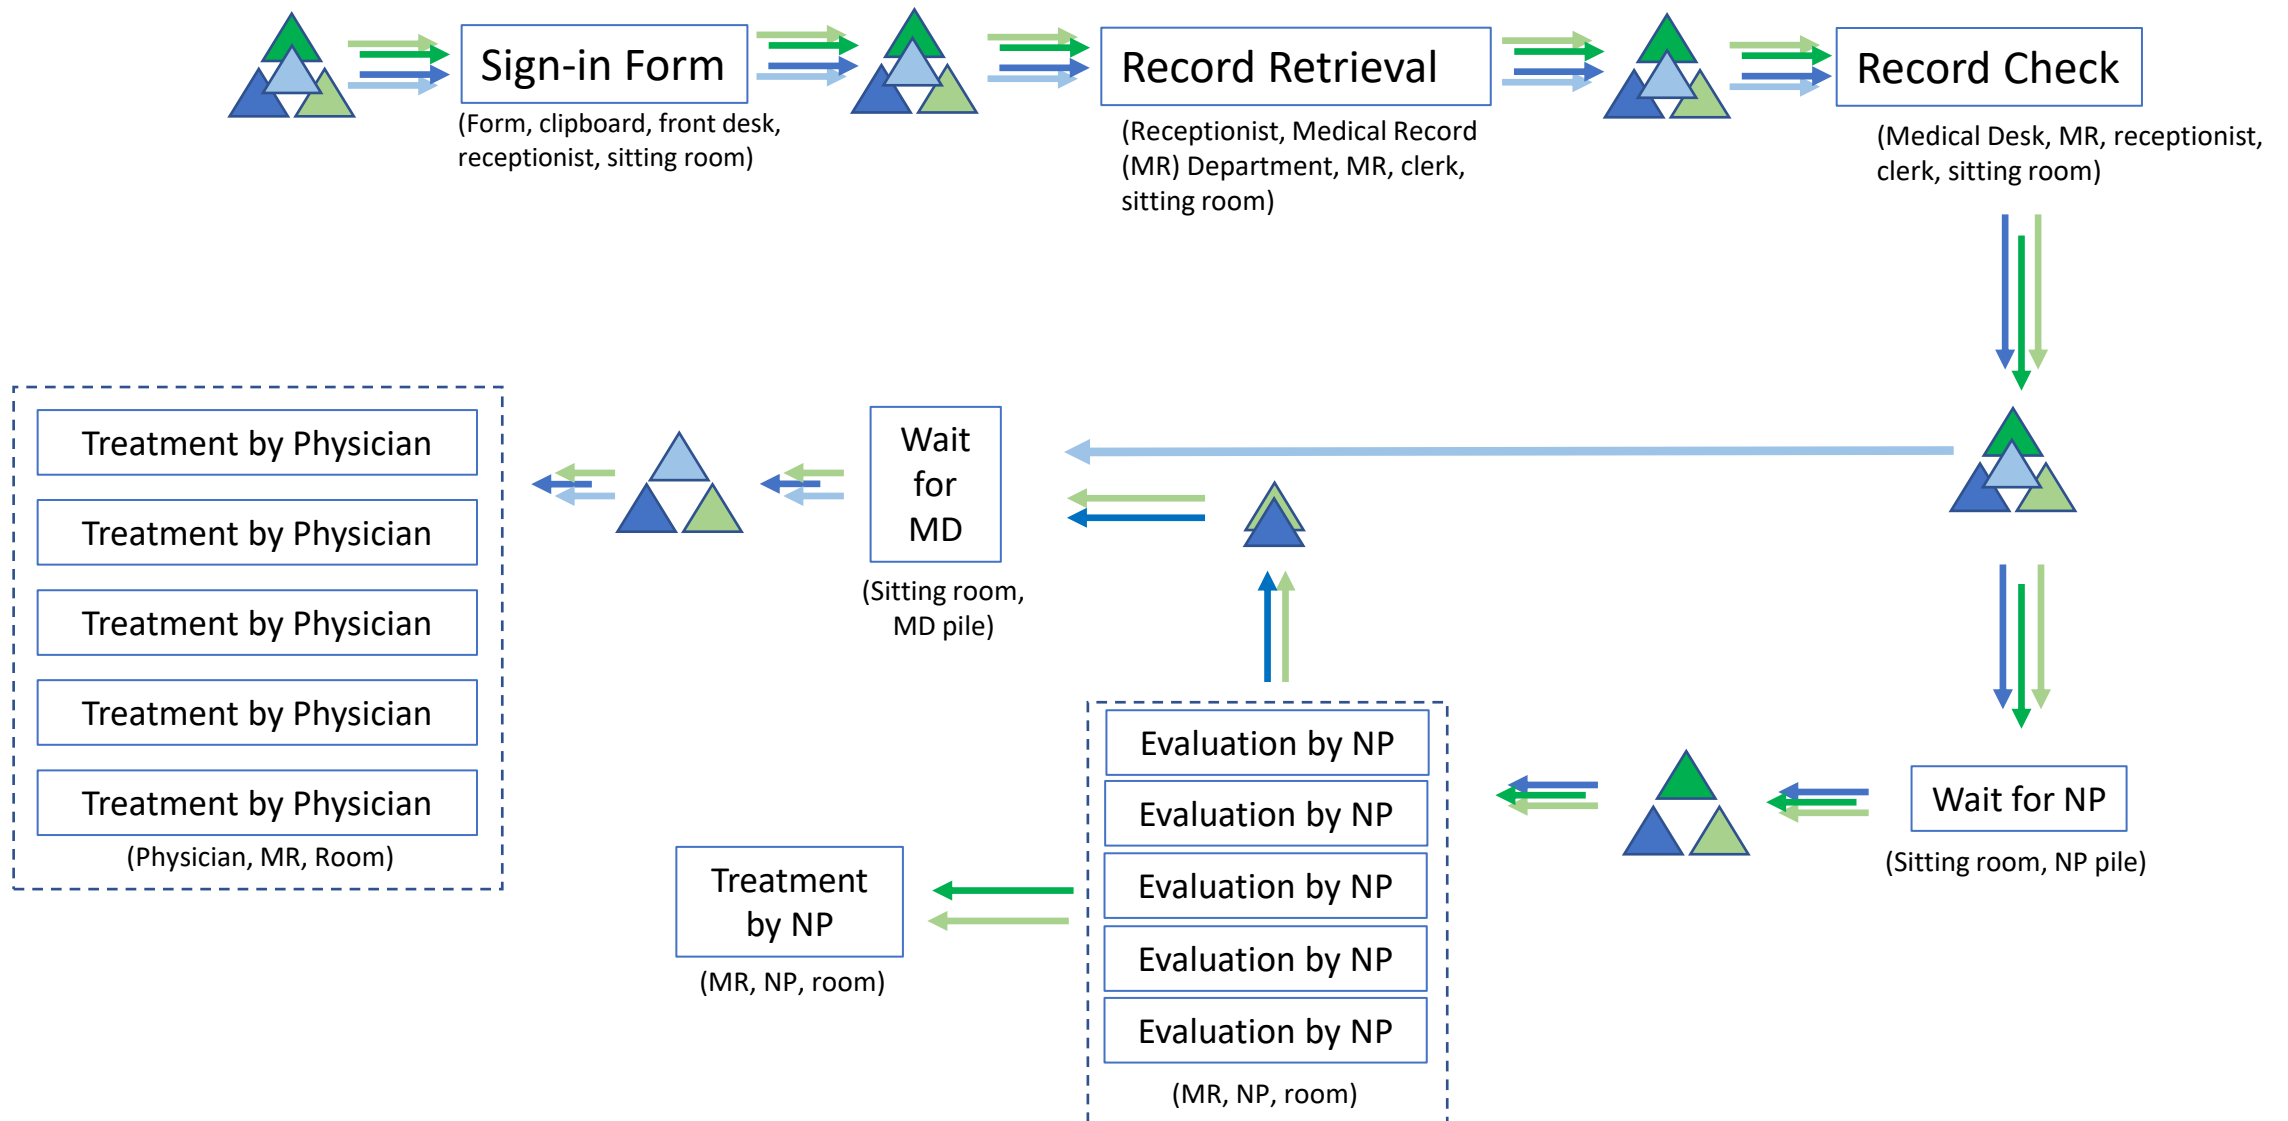 Sign-in Form
(Form, clipboard, front desk,
receptionist, sitting room)
Record Retrieval
(Receptionist, Medical Record
(MR) Department, MR, clerk,
sitting room)
Record Check
(Medical Desk, MR, receptionist,
clerk, sitting room)
Treatment by Physician
Treatment by Physician
Treatment by Physician
Treatment by Physician
Treatment by Physician
(Physician, MR, Room)
Wait
for
MD
(Sitting room,
MD pile)
Treatment
by NP
(MR, NP, room)
Evaluation by NP
Evaluation by NP
Evaluation by NP
Evaluation by NP
Evaluation by NP
(MR, NP, room)
Wait for NP
(Sitting room, NP pile)